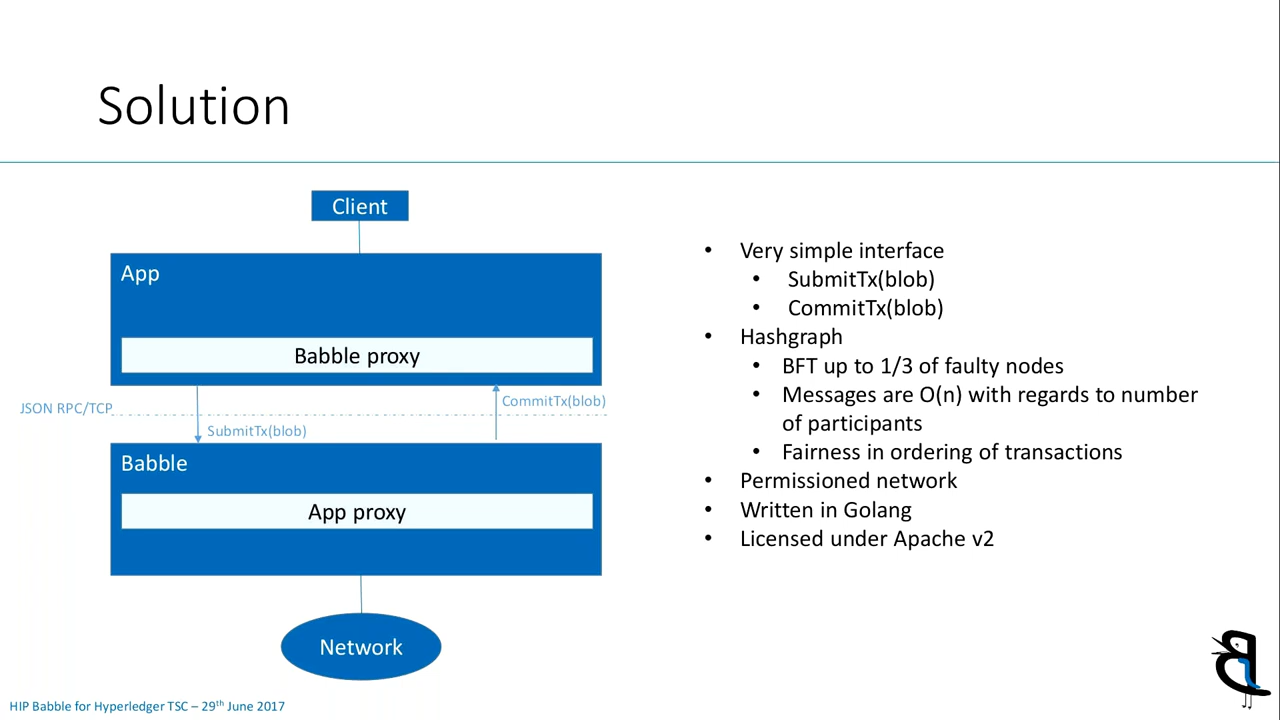 Solution
Client
App
Babble proxy
JSON RPC/TCP
CommitTx(blob)
SubmitTx(blob)
Babble
App proxy
Network
• Very simple interface
• SubmitTx(blob)
• CommitTx(blob)
• Hashgraph
• BFT up to 1/3 of faulty nodes
• Messages are O(n) with regards to number
of participants
• Fairness in ordering of transactions
• Permissioned network
• Written in Golang
• Licensed under Apache v2
HIP Babble for Hyperledger TSC – 29th June 2017